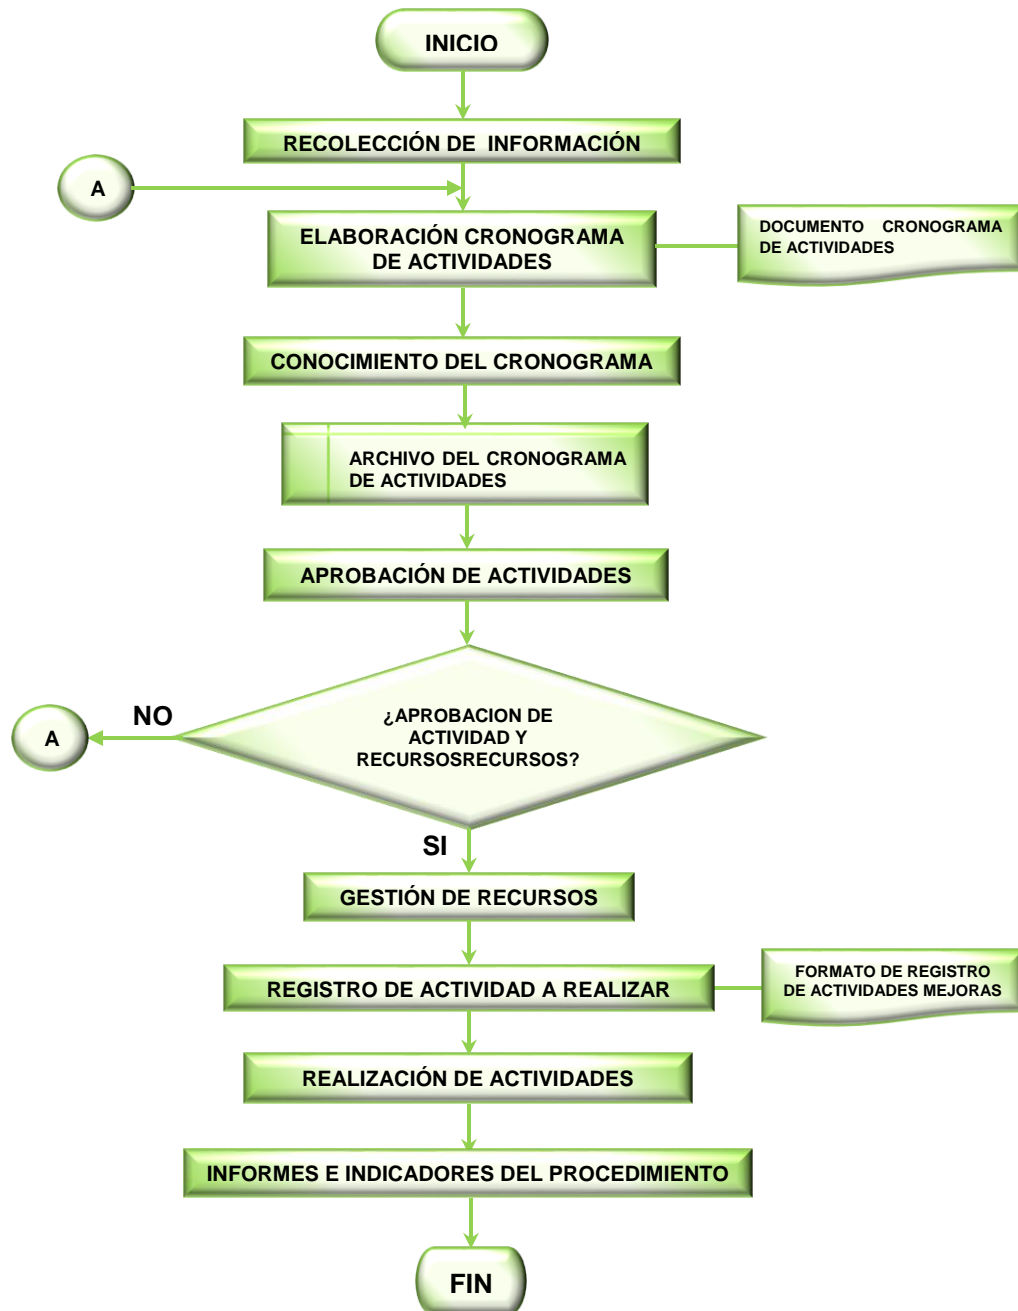 INICIO
RECOLECCIÓN DE INFORMACIÓN
A
ELABORACIÓN CRONOGRAMA
DE ACTIVIDADES
DOCUMENTO CRONOGRAMA
DE ACTIVIDADES
CONOCIMIENTO DEL CRONOGRAMA
ARCHIVO DEL CRONOGRAMA
DE ACTIVIDADES
APROBACIÓN DE ACTIVIDADES
¿APROBACION DE
ACTIVIDAD Y
RECURSOSRECURSOS?
NO
A
SI
GESTIÓN DE RECURSOS
REGISTRO DE ACTIVIDAD A REALIZAR
FORMATO DE REGISTRO
DE ACTIVIDADES MEJORAS
REALIZACIÓN DE ACTIVIDADES
INFORMES E INDICADORES DEL PROCEDIMIENTO
FIN